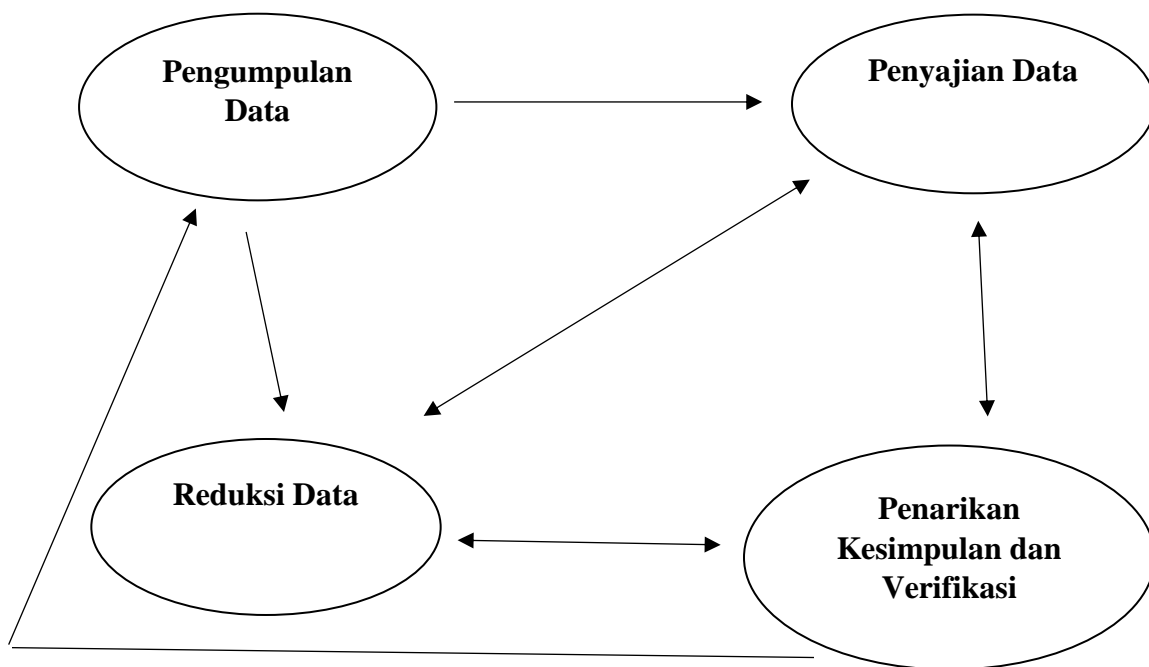 Pengumpulan
Data
Penyajian Data
Reduksi Data
Penarikan
Kesimpulan dan
Verifikasi